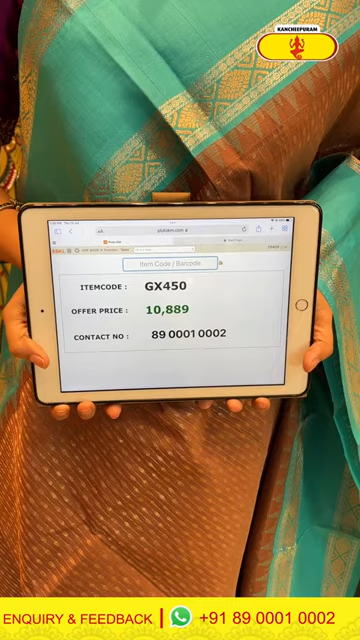 KANCHEEPURAM
Item Code / Barcode
ITEMCODE : GX450
OFFER PRICE : 10,889
CONTACT NO : 89 0001 0002
ENQUIRY & FEEDBACK | +91 89 0001 0002